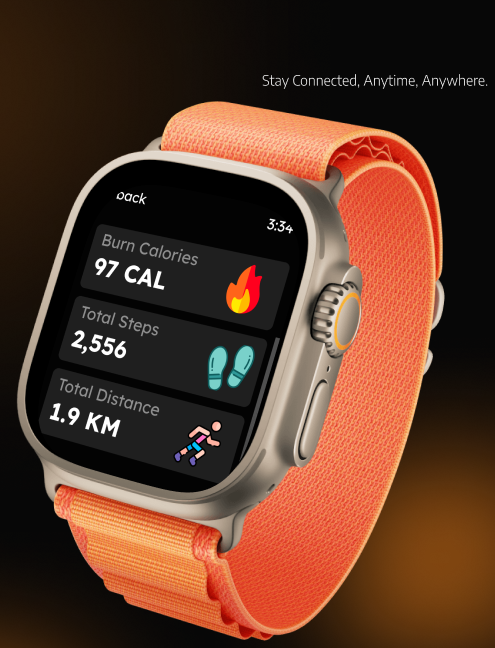 Stay Connected, Anytime, Anywhere.
back
3:34
Burn Calories
97 CAL
Total Steps
2,556
Total Distance
1.9 KM